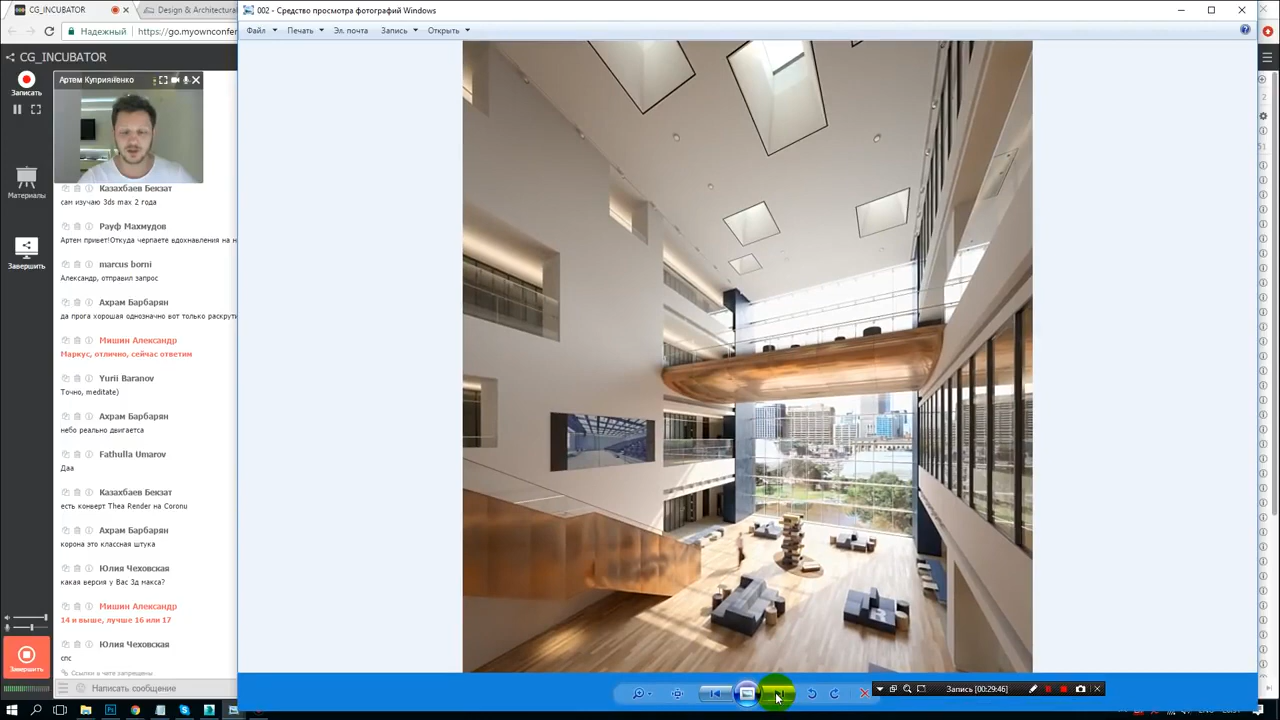 CG_INCUBATOR
Design & Architectural
002 - Средство просмотра фотографий Windows
Надежный
https://go.myownconfer
Файл
Печать
Эл. почта
Запись
Открыть
CG_INCUBATOR
Артем Куприяненко
Записать
Материалы
Завершить
Казахбаев Бекзат
сам изучаю 3ds max 2 года
Рауф Махмудов
Артем привет!Откуда черпаете вдохнавления на н
marcus borni
Александр, отправил запрос
Ахрам Барбарян
да прога хорошая однозначно вот только раскрути
Мишин Александр
Маркус, отлично, сейчас ответим
Yurii Baranov
Точно, meditate)
Ахрам Барбарян
небо реально двигается
Fathulla Umarov
Даа
Казахбаев Бекзат
есть конверт Thea Render на Coronu
Ахрам Барбарян
корона это классная штука
Юлия Чеховская
какая версия у Вас 3д макса?
Мишин Александр
14 и выше, лучше 16 или 17
Юлия Чеховская
спс
Ссылки в чате запрещены
Завершить
Написать сообщение
Запись [00:29:46]